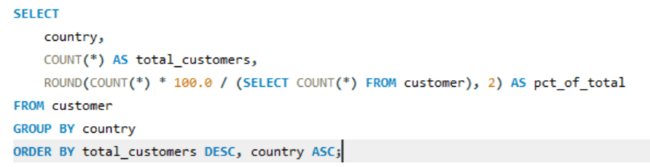 SELECT
    country,
    COUNT(*) AS total_customers,
    ROUND(COUNT(*) * 100.0 / (SELECT COUNT(*) FROM customer), 2) AS pct_of_total
FROM customer
GROUP BY country
ORDER BY total_customers DESC, country ASC;